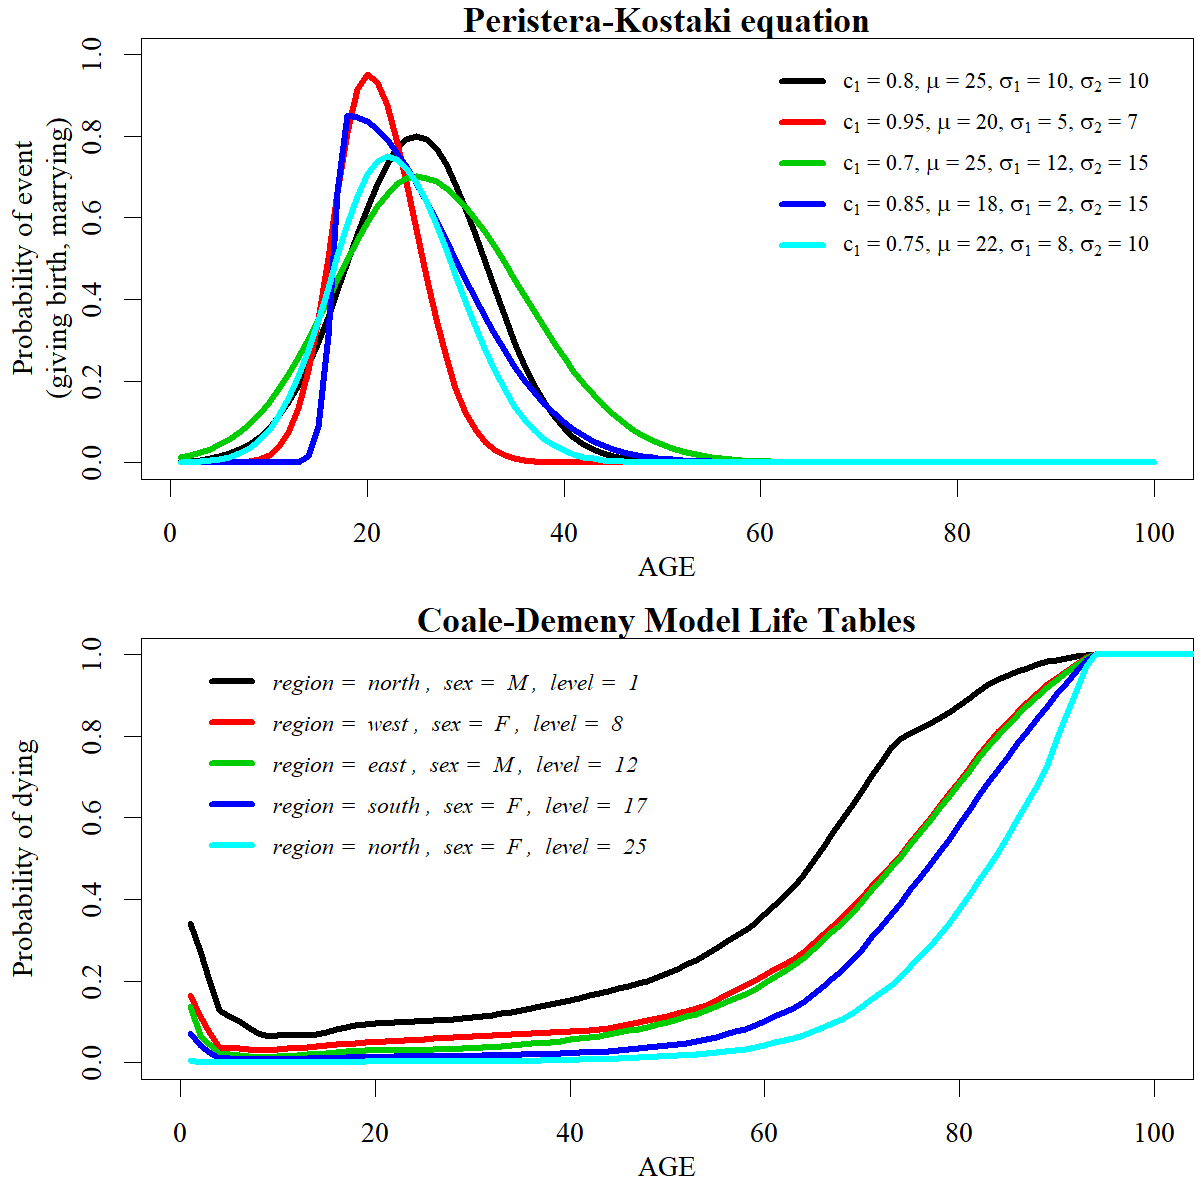 Peristera-Kostaki equation
Probability of event
(giving birth, marrying)
1.0
0.8
0.6
0.4
0.2
0.0
c₁ = 0.8, μ = 25, σ₁ = 10, σ₂ = 10
c₁ = 0.95, μ = 20, σ₁ = 5, σ₂ = 7
c₁ = 0.7, μ = 25, σ₁ = 12, σ₂ = 15
c₁ = 0.85, μ = 18, σ₁ = 2, σ₂ = 15
c₁ = 0.75, μ = 22, σ₁ = 8, σ₂ = 10
0 20 40 60 80 100
AGE
Coale-Demeny Model Life Tables
Probability of dying
1.0
0.8
0.6
0.4
0.2
0.0
region = north , sex = M , level = 1
region = west , sex = F , level = 8
region = east , sex = M , level = 12
region = south , sex = F , level = 17
region = north , sex = F , level = 25
0 20 40 60 80 100
AGE